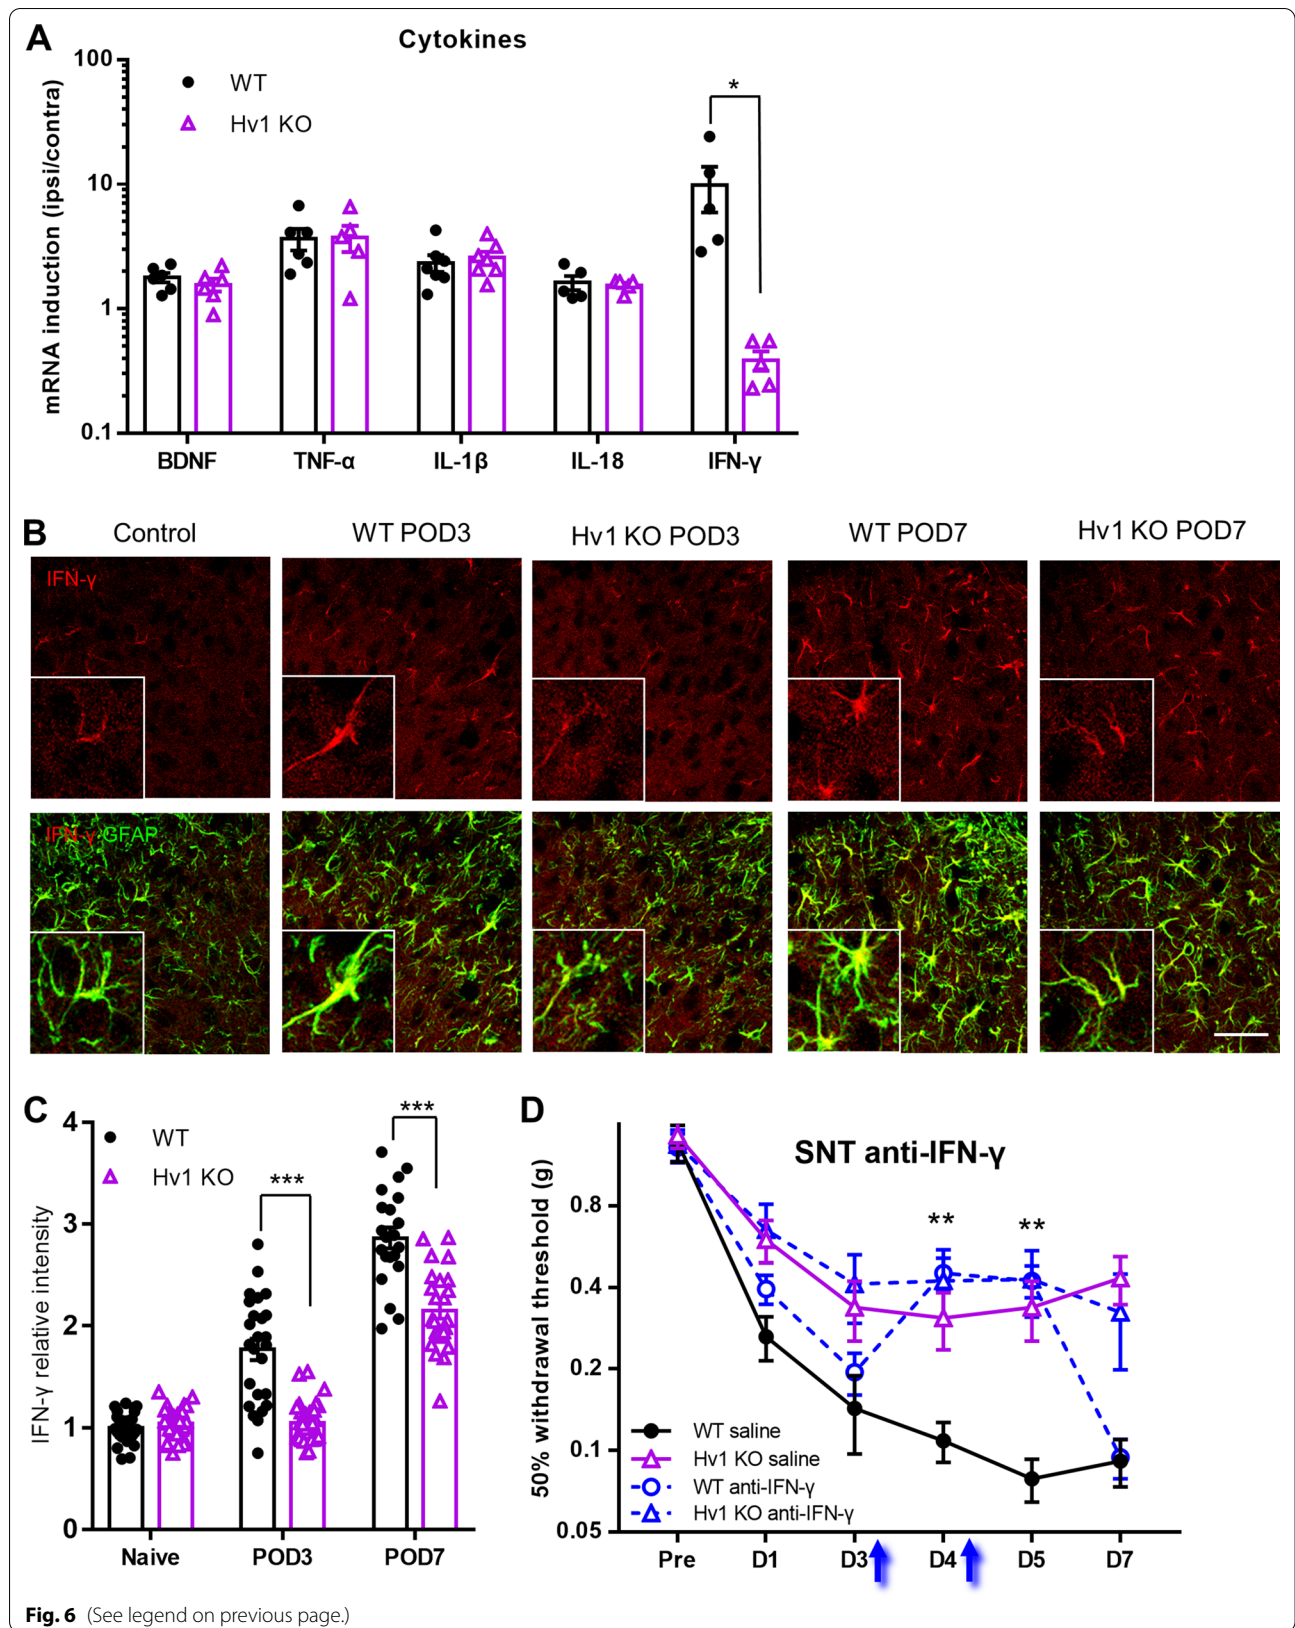 A
Cytokines
mRNA induction (ipsi/contra)
100
10
1
0.1
WT
Hv1 KO
*
BDNF TNF-α IL-1β IL-18 IFN-γ
B
Control WT POD3 Hv1 KO POD3 WT POD7 Hv1 KO POD7
IFN-γ
IFN-γ GFAP
C
IFN-γ relative intensity
4
3
2
1
0
WT
Hv1 KO
***
***
Naive POD3 POD7
D
SNT anti-IFN-γ
50% withdrawal threshold (g)
0.8
0.4
0.2
0.1
0.05
** **
WT saline
Hv1 KO saline
WT anti-IFN-γ
Hv1 KO anti-IFN-γ
Pre D1 D3 D4 D5 D7
Fig. 6 (See legend on previous page.)